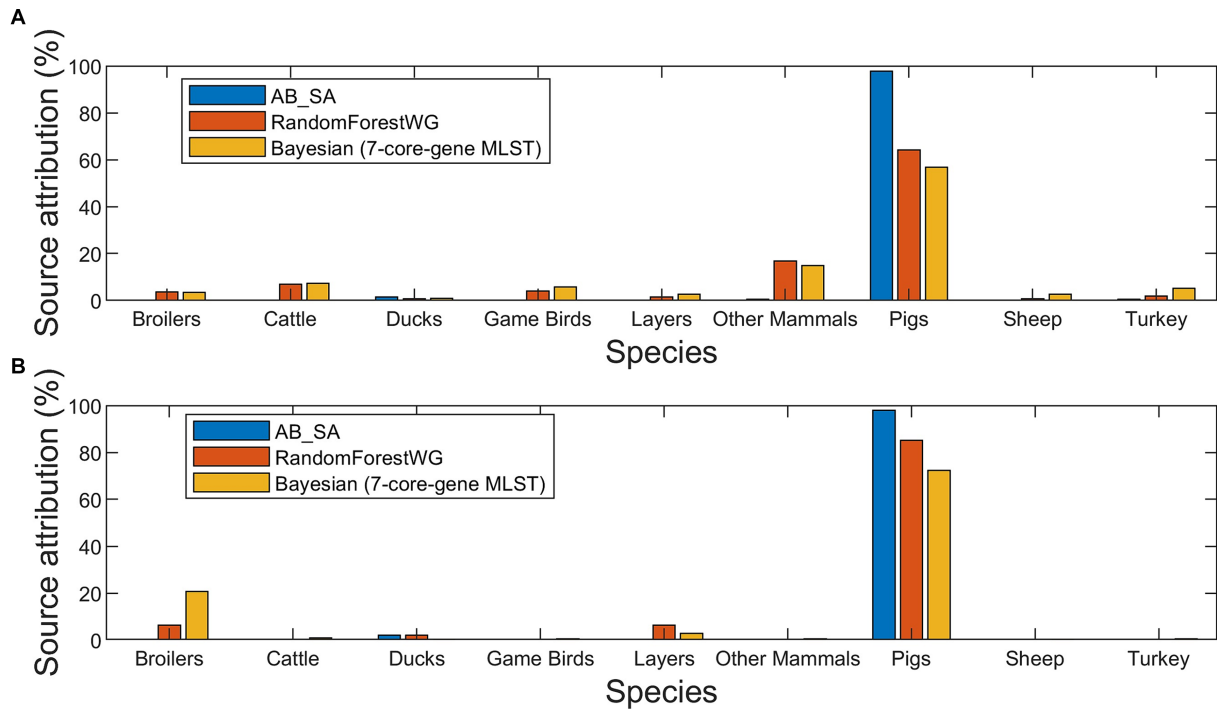 A
Source attribution (%)
100
80
60
40
20
0
AB_SA
RandomForestWG
Bayesian (7-core-gene MLST)
Broilers Cattle Ducks Game Birds Layers Other Mammals Pigs Sheep Turkey
Species
B
Source attribution (%)
100
80
60
40
20
0
AB_SA
RandomForestWG
Bayesian (7-core-gene MLST)
Broilers Cattle Ducks Game Birds Layers Other Mammals Pigs Sheep Turkey
Species